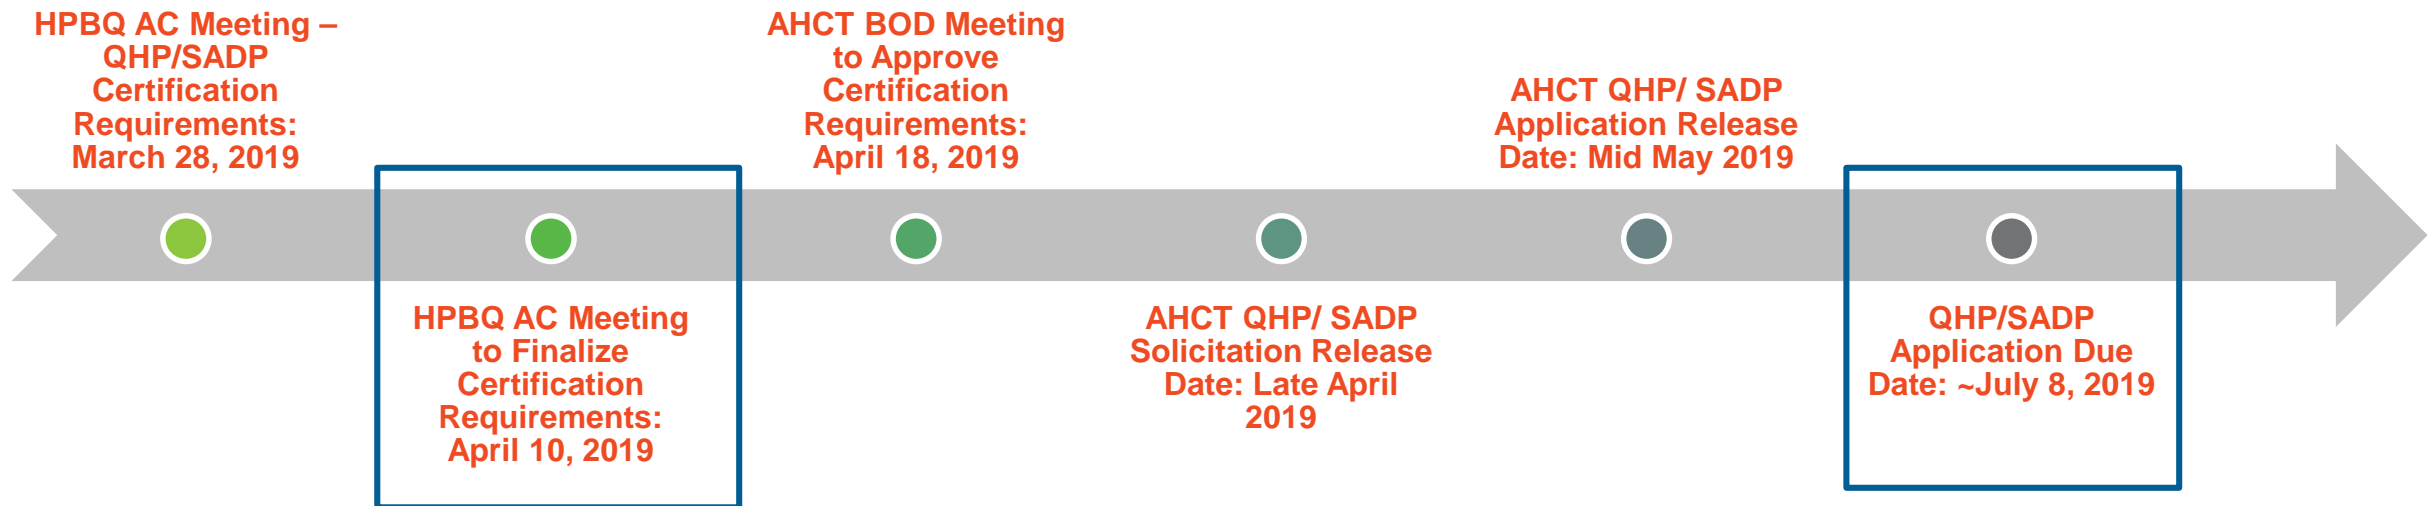 HPBQ AC Meeting –
QHP/SADP
Certification
Requirements:
March 28, 2019
HPBQ AC Meeting
to Finalize
Certification
Requirements:
April 10, 2019
AHCT BOD Meeting
to Approve
Certification
Requirements:
April 18, 2019
AHCT QHP/ SADP
Solicitation Release
Date: Late April
2019
AHCT QHP/ SADP
Application Release
Date: Mid May 2019
QHP/SADP
Application Due
Date: ~July 8, 2019